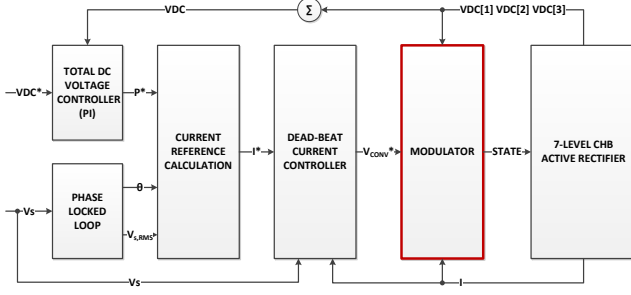 VDC
Σ
VDC[1] VDC[2] VDC[3]
VDC*
TOTAL DC
VOLTAGE
CONTROLLER
(PI)
P*
CURRENT
REFERENCE
CALCULATION
I*
DEAD-BEAT
CURRENT
CONTROLLER
VCONV*
MODULATOR
STATE
7-LEVEL CHB
ACTIVE RECTIFIER
Vs
PHASE
LOCKED
LOOP
θ
Vs,RMS
Vs
I